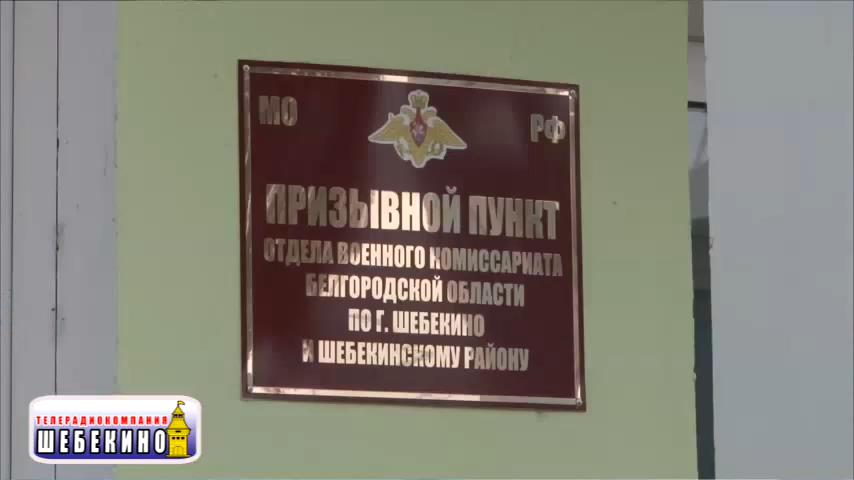 МО РФ
ПРИЗЫВНОЙ ПУНКТ
ОТДЕЛА ВОЕННОГО КОМИССАРИАТА
БЕЛГОРОДСКОЙ ОБЛАСТИ
ПО Г. ШЕБЕКИНО
И ШЕБЕКИНСКОМУ РАЙОНУ
ТЕЛЕРАДИОКОМПАНИЯ
ШЕБЕКИНО